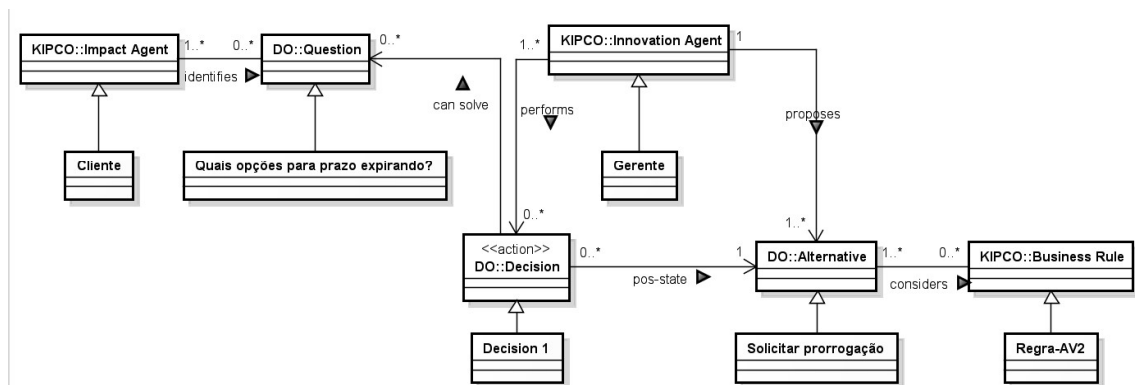 KIPCO::Impact Agent
1..*
0..*
identifies
DO::Question
0..*
can solve
1..*
KIPCO::Innovation Agent
1
performs
proposes
Cliente
Quais opções para prazo expirando?
Gerente
0..*
1..*
<<action>>
DO::Decision
0..*
pos-state
1
DO::Alternative
1..*
0..*
considers
KIPCO::Business Rule
Decision 1
Solicitar prorrogação
Regra-AV2